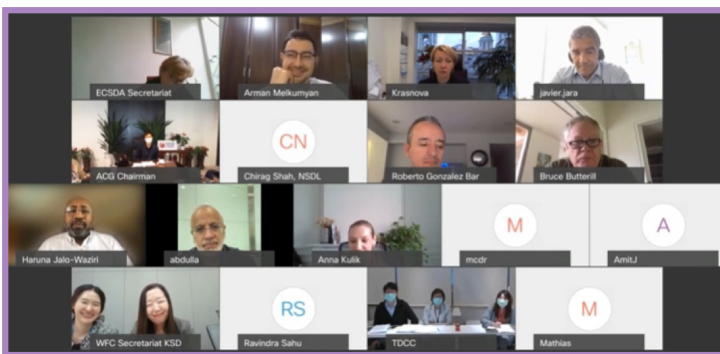 ECSDA Secretariat
Arman Melkumyan
Krasnova
javier.jara
ACG Chairman
CN
Chirag Shah, NSDL
Roberto Gonzalez Bar
Bruce Butterill
Haruna Jalo-Waziri
abdulla
Anna Kulik
M
mcdr
A
AmitJ
WFC Secretariat KSD
RS
Ravindra Sahu
TDCC
M
Mathias